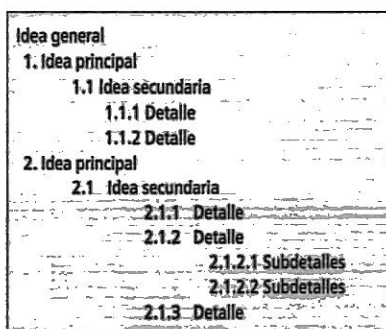 Idea general
1. Idea principal
1.1 Idea secundaria
1.1.1 Detalle
1.1.2 Detalle
2. Idea principal
2.1 Idea secundaria
2.1.1 Detalle
2.1.2 Detalle
2.1.2.1 Subdetalles
2.1.2.2 Subdetalles
2.1.3 Detalle